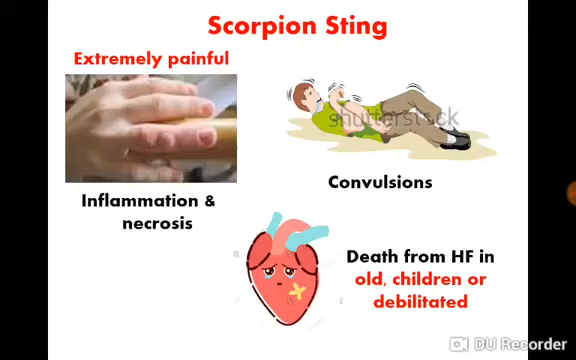 Scorpion Sting
Extremely painful
shutterstock
Convulsions
Inflammation &
necrosis
Death from HF in
old, children or
debilitated
DU Recorder